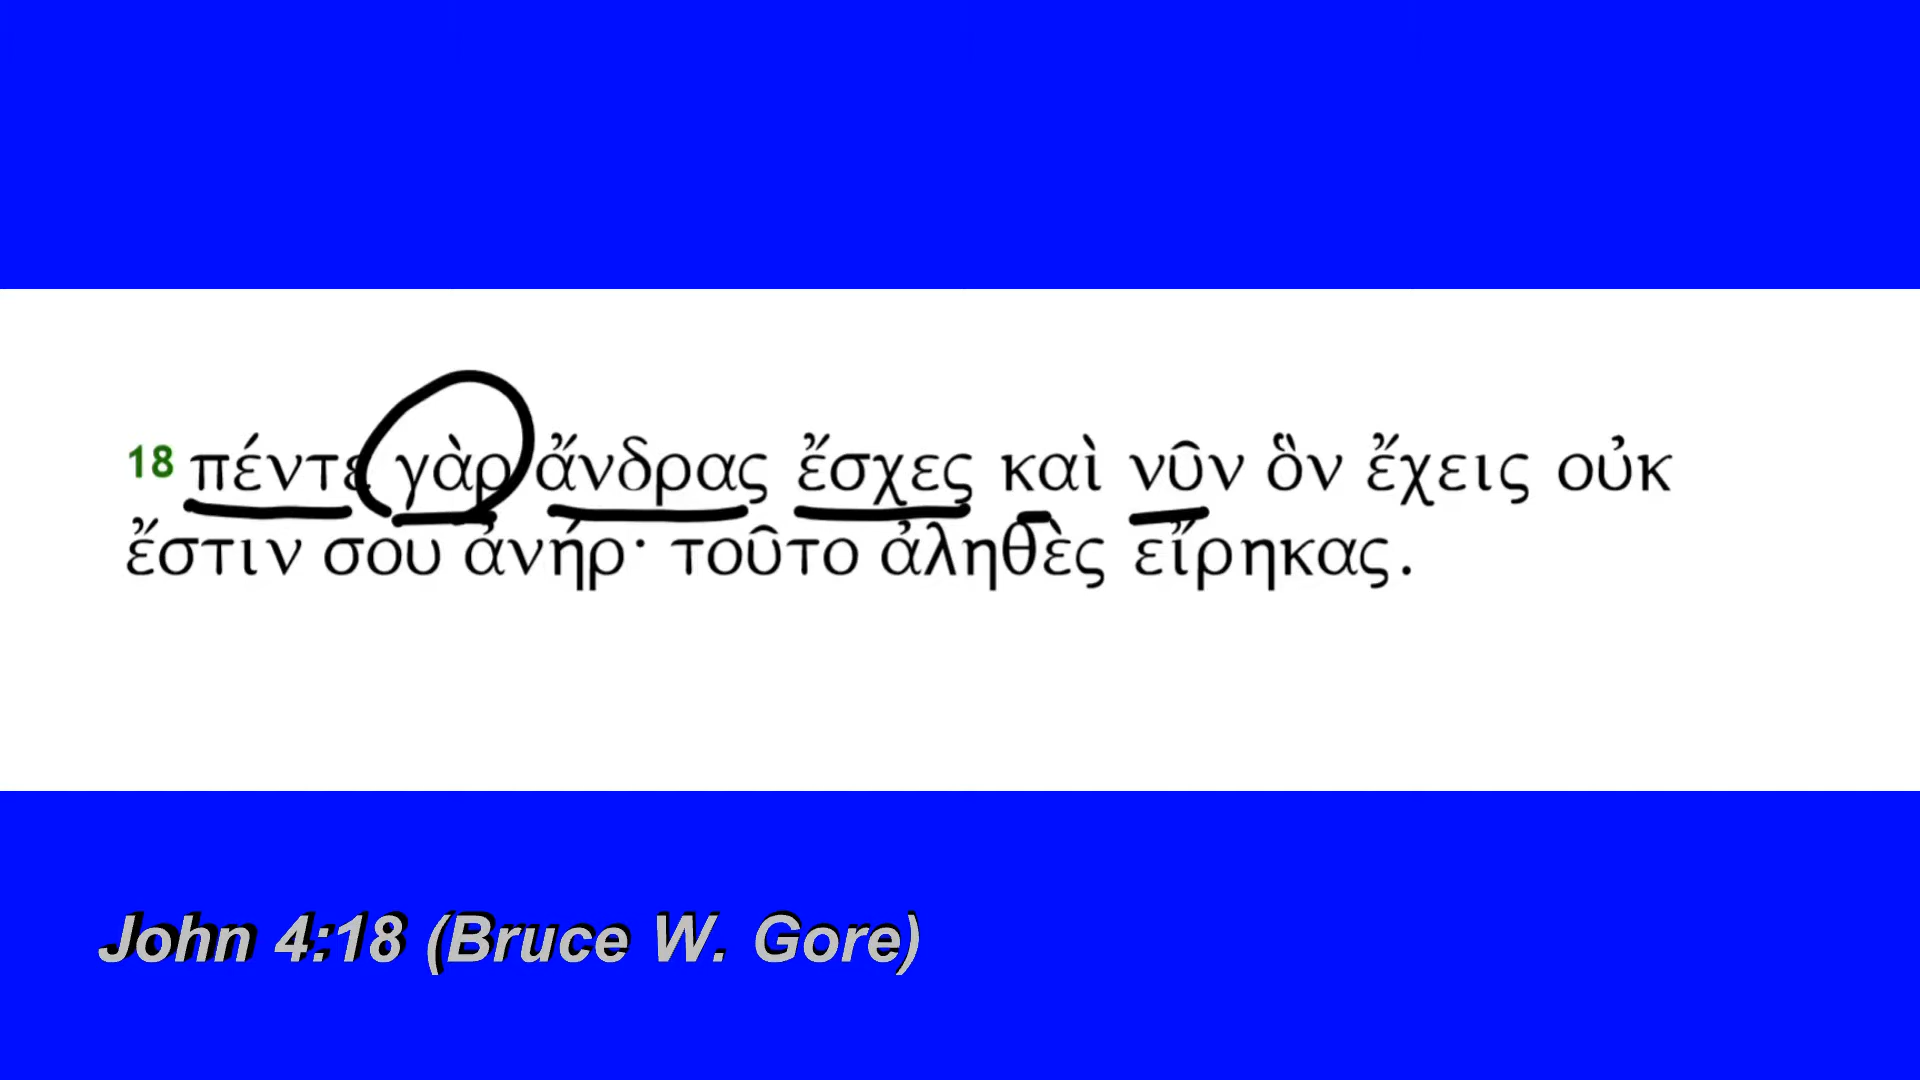 18 πέντε γὰρ ἄνδρας ἔσχες καὶ νῦν ὃν ἔχεις οὐκ
ἔστιν σου ἀνήρ· τοῦτο ἀληθὲς εἴρηκας.
John 4:18 (Bruce W. Gore)